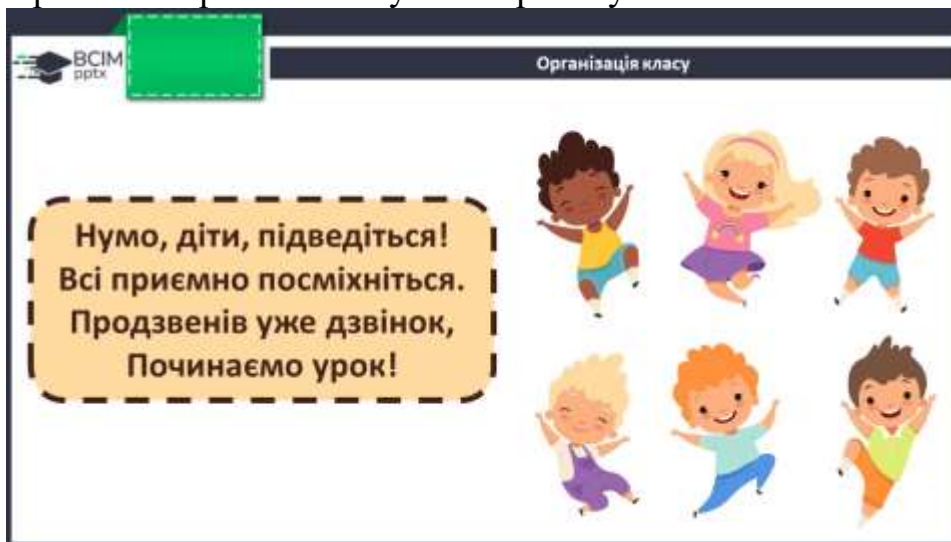 ВСІМ
pptx
Організація класу
Нумо, діти, підведіться!
Всі приємно посміхніться.
Продзвенів уже дзвінок,
Починаємо урок!